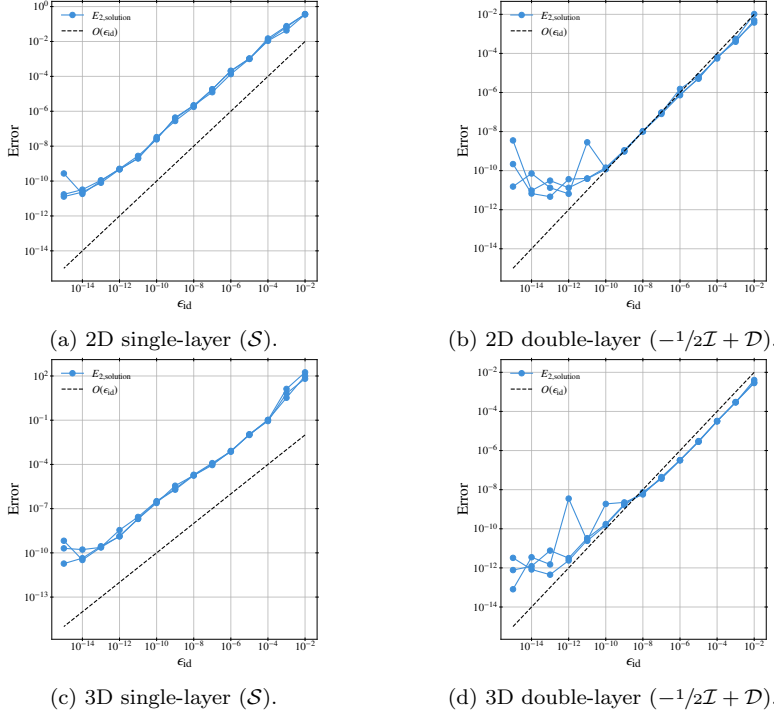 10^0
10^−2
10^−4
10^−6
10^−8
10^−10
10^−12
10^−14
Error
E_2,solution
O(ϵ_id)
10^−14 10^−12 10^−10 10^−8 10^−6 10^−4 10^−2
ϵ_id
(a) 2D single-layer (𝒮).
10^−2
10^−4
10^−6
10^−8
10^−10
10^−12
10^−14
Error
E_2,solution
O(ϵ_id)
10^−14 10^−12 10^−10 10^−8 10^−6 10^−4 10^−2
ϵ_id
(b) 2D double-layer (−1/2ℐ + 𝒟).
10^2
10^−1
10^−4
10^−7
10^−10
10^−13
Error
E_2,solution
O(ϵ_id)
10^−14 10^−12 10^−10 10^−8 10^−6 10^−4 10^−2
ϵ_id
(c) 3D single-layer (𝒮).
10^−2
10^−4
10^−6
10^−8
10^−10
10^−12
10^−14
Error
E_2,solution
O(ϵ_id)
10^−14 10^−12 10^−10 10^−8 10^−6 10^−4 10^−2
ϵ_id
(d) 3D double-layer (−1/2ℐ + 𝒟).